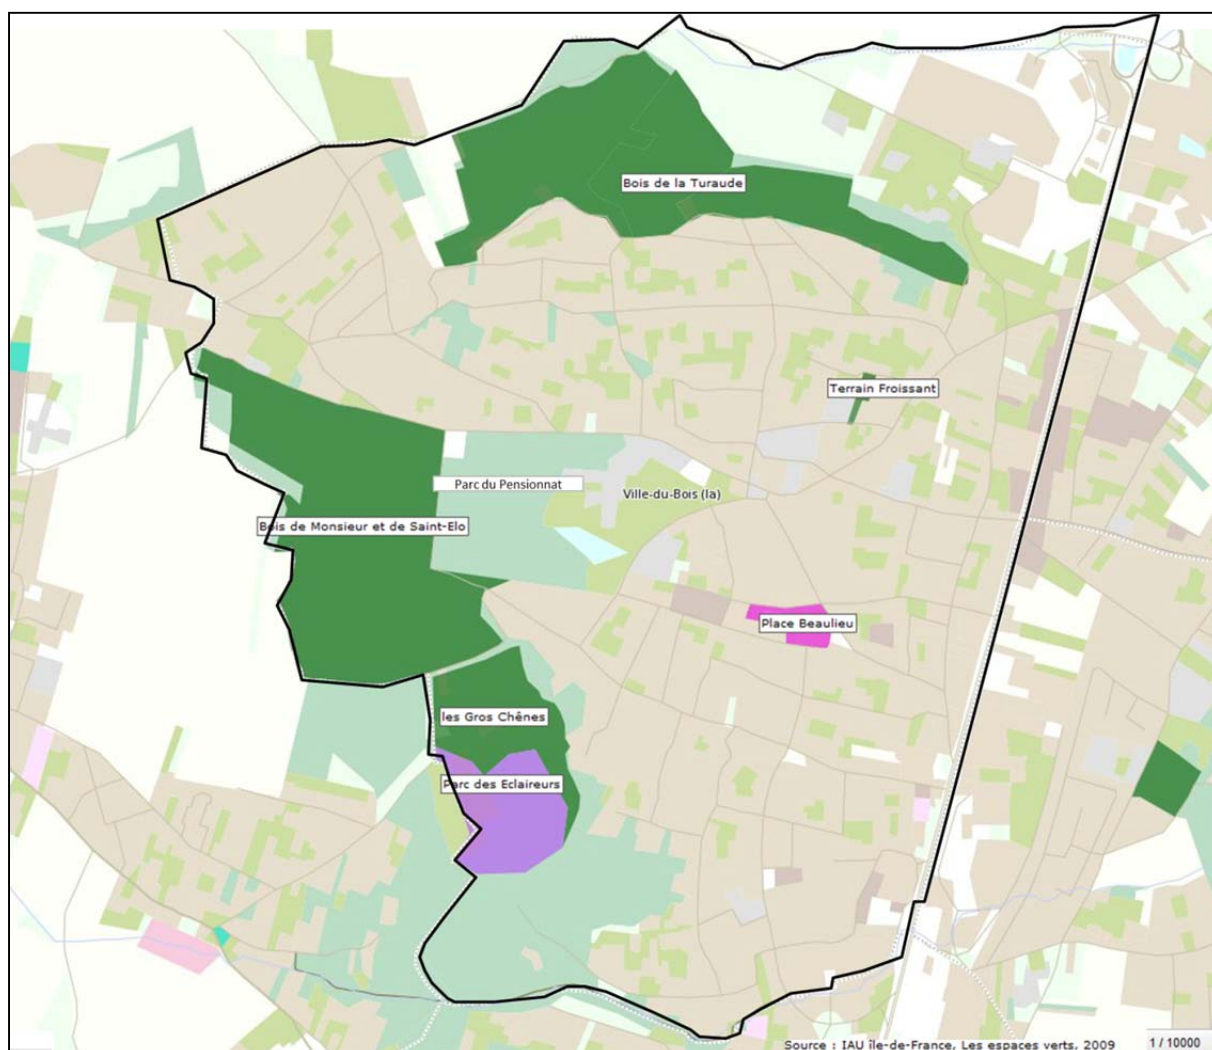 Bois de la Turaude
Terrain Froissant
Parc du Pensionnat
Ville-du-Bois (la)
Bois de Monsieur et de Saint-Elo
Place Beaulieu
les Gros Chênes
Parc des Eclaireurs
Source : IAU île-de-France, Les espaces verts, 2009
1 / 10000